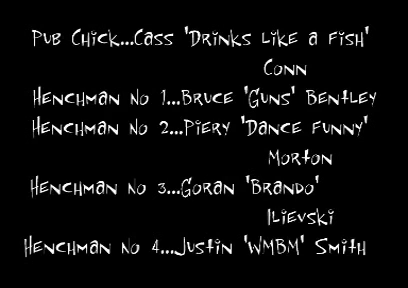 Pub Chick...Cass 'Drinks like a fish'
Conn
Henchman No 1...Bruce 'Guns' Bentley
Henchman No 2...Piery 'Dance funny'
Morton
Henchman No 3...Goran 'Brando'
Ilievski
Henchman No 4...Justin 'WMBM' Smith